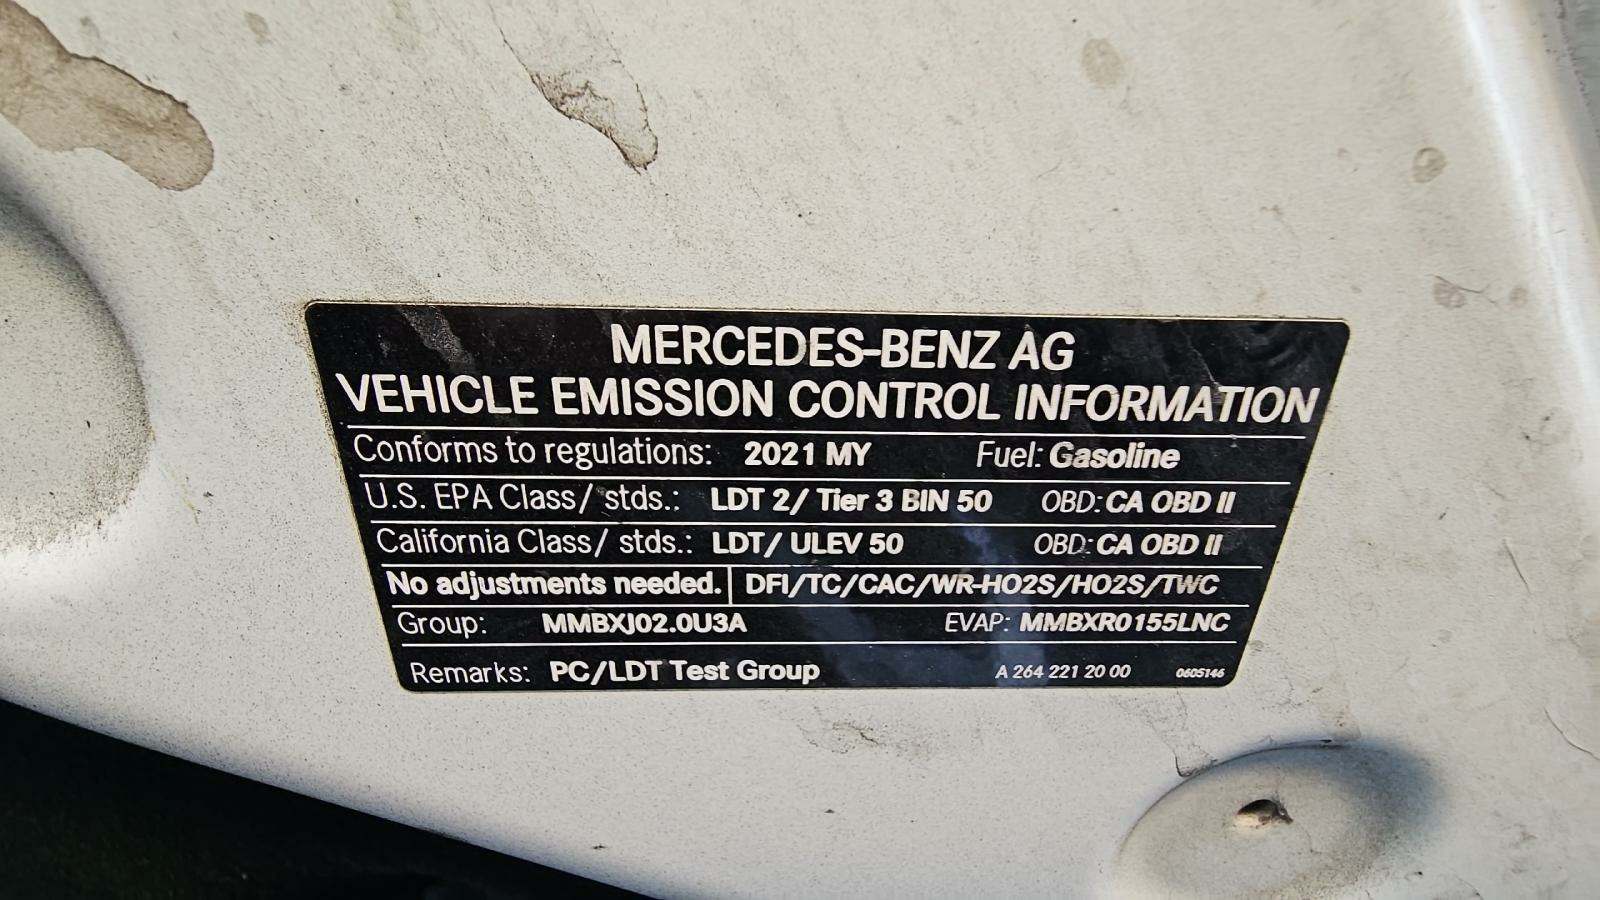 MERCEDES-BENZ AG
VEHICLE EMISSION CONTROL INFORMATION
Conforms to regulations: 2021 MY Fuel: Gasoline
U.S. EPA Class/ stds.: LDT 2/ Tier 3 BIN 50 OBD: CA OBD II
California Class/ stds.: LDT/ ULEV 50 OBD: CA OBD II
No adjustments needed. DFI/TC/CAC/WR-HO2S/HO2S/TWC
Group: MMBXJ02.0U3A EVAP: MMBXR0155LNC
Remarks: PC/LDT Test Group A 264 221 20 00 0605146